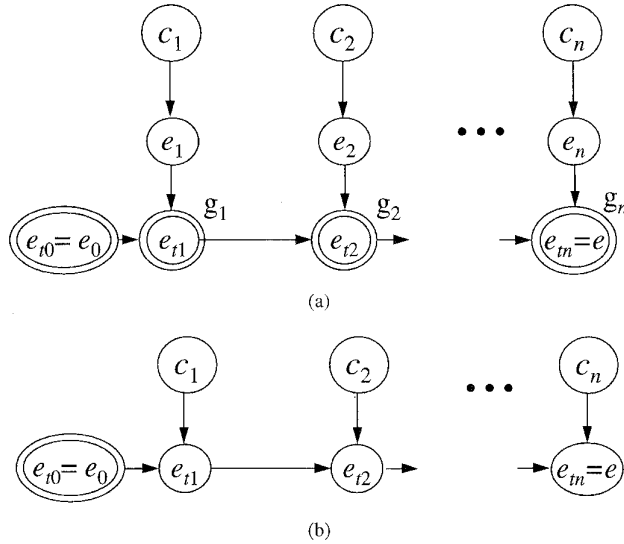 c₁ c₂ cₙ
e₁ e₂ ••• eₙ
g₁ g₂ gₙ
eₜ₀= e₀ eₜ₁ eₜ₂ eₜₙ= e
(a)
c₁ c₂ ••• cₙ
eₜ₀= e₀ eₜ₁ eₜ₂ eₜₙ= e
(b)